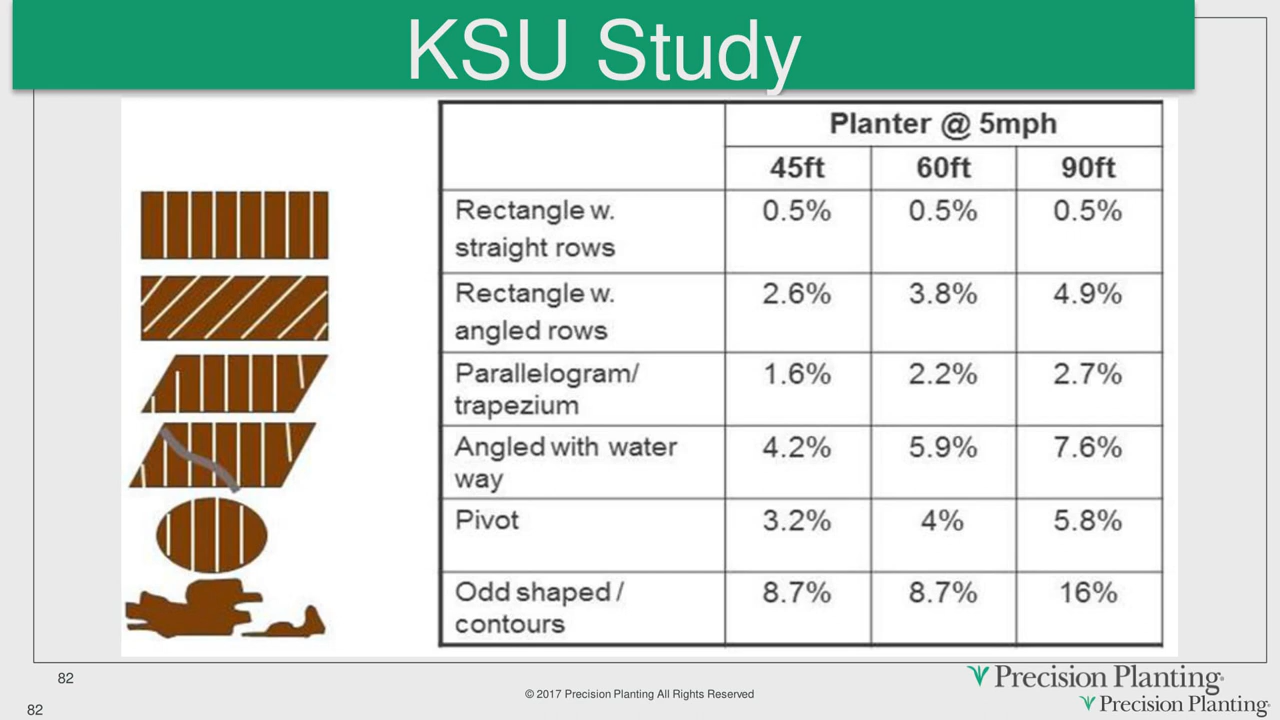 KSU Study
Planter @ 5mph
45ft 60ft 90ft
Rectangle w. 0.5% 0.5% 0.5%
straight rows
Rectangle w. 2.6% 3.8% 4.9%
angled rows
Parallelogram/ 1.6% 2.2% 2.7%
trapezium
Angled with water 4.2% 5.9% 7.6%
way
Pivot 3.2% 4% 5.8%
Odd shaped / 8.7% 8.7% 16%
contours
82
Precision Planting®
© 2017 Precision Planting All Rights Reserved
82
Precision Planting®